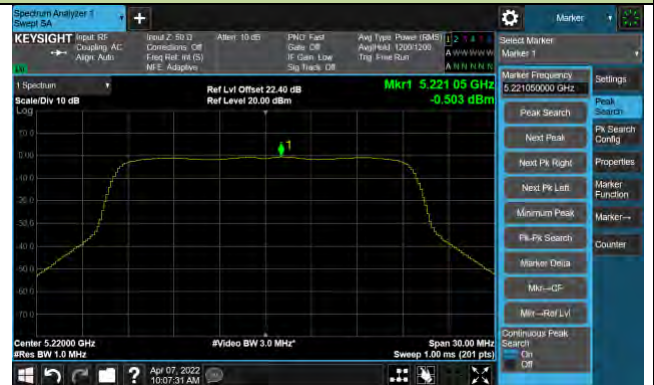 Spectrum Analyzer 1
Swept SA
Marker
KEYSIGHT
Input: RF
Coupling: AC
Align: Auto
Input Z: 50 Ω
Corrections: Off
Freq Ref: Int (S)
NFE: Adaptive
Atten: 10 dB
PNO: Fast
Gate: Off
IF Gain: Low
Sig Track: Off
Avg Type: Power (RMS)
Avg|Hold: 1200/1200
Trig: Free Run
1 2 3 4 5 6
A W W W W W
A N N N N N
Select Marker
Marker 1
1 Spectrum
Scale/Div 10 dB
Log
Ref Lvl Offset 22.40 dB
Ref Level 20.00 dBm
Mkr1 5.221 05 GHz
-0.503 dBm
10.0
0.00
-10.0
-20.0
-30.0
-40.0
-50.0
-60.0
-70.0
1
Center 5.22000 GHz
#Res BW 1.0 MHz
#Video BW 3.0 MHz*
Span 30.00 MHz
Sweep 1.00 ms (201 pts)
Marker Frequency
5.221050000 GHz
Peak Search
Next Peak
Next Pk Right
Next Pk Left
Minimum Peak
Pk-Pk Search
Marker Delta
Mkr→CF
Mkr→Ref Lvl
Continuous Peak
Search
On
Off
Settings
Peak
Search
Pk Search
Config
Properties
Marker
Function
Marker→
Counter
?
Apr 07, 2022
10:07:31 AM